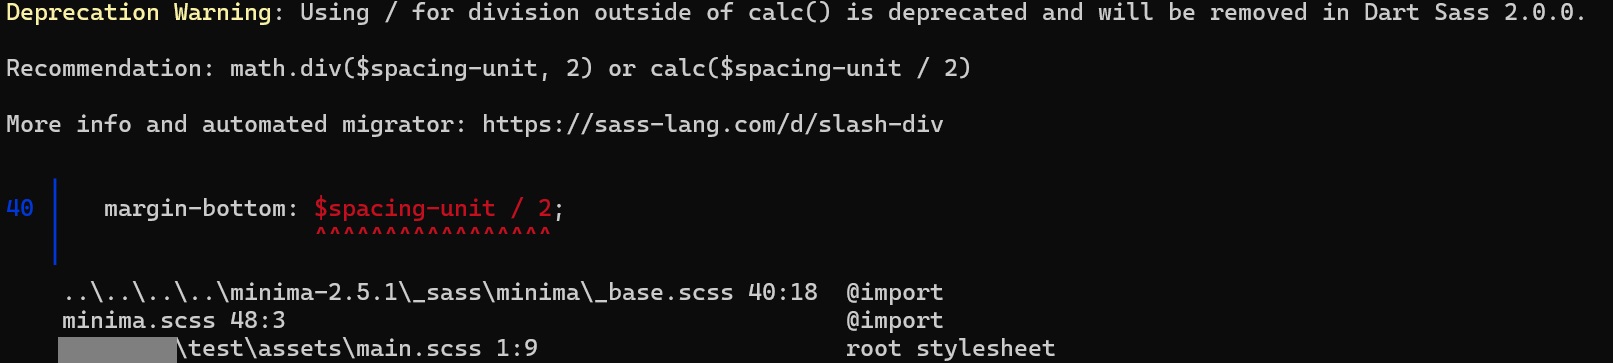 Deprecation Warning: Using / for division outside of calc() is deprecated and will be removed in Dart Sass 2.0.0.
Recommendation: math.div($spacing-unit, 2) or calc($spacing-unit / 2)
More info and automated migrator: https://sass-lang.com/d/slash-div
40 │ margin-bottom: $spacing-unit / 2;
^^^^^^^^^^^^^^^^^
..\..\..\..\minima-2.5.1\_sass\minima\_base.scss 40:18 @import
minima.scss 48:3 @import
\test\assets\main.scss 1:9 root stylesheet